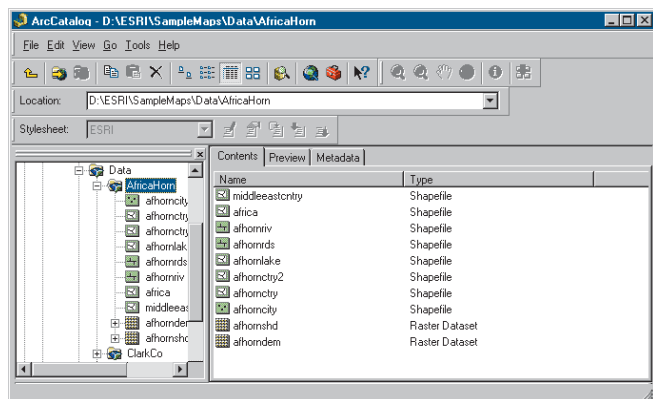 ArcCatalog - D:\ESRI\SampleMaps\Data\AfricaHorn
File Edit View Go Tools Help
Location: D:\ESRI\SampleMaps\Data\AfricaHorn
Stylesheet: ESRI
Contents Preview Metadata
Data
AfricaHorn
afhorncity
afhornctry
afhornctry
afhornlak
afhornrds
afhornriv
africa
middleeas
afhornder
afhornshd
ClarkCo
Name Type
middleeastcntry Shapefile
africa Shapefile
afhornriv Shapefile
afhornrds Shapefile
afhornlake Shapefile
afhornctry2 Shapefile
afhornctry Shapefile
afhorncity Shapefile
afhornshd Raster Dataset
afhorndem Raster Dataset